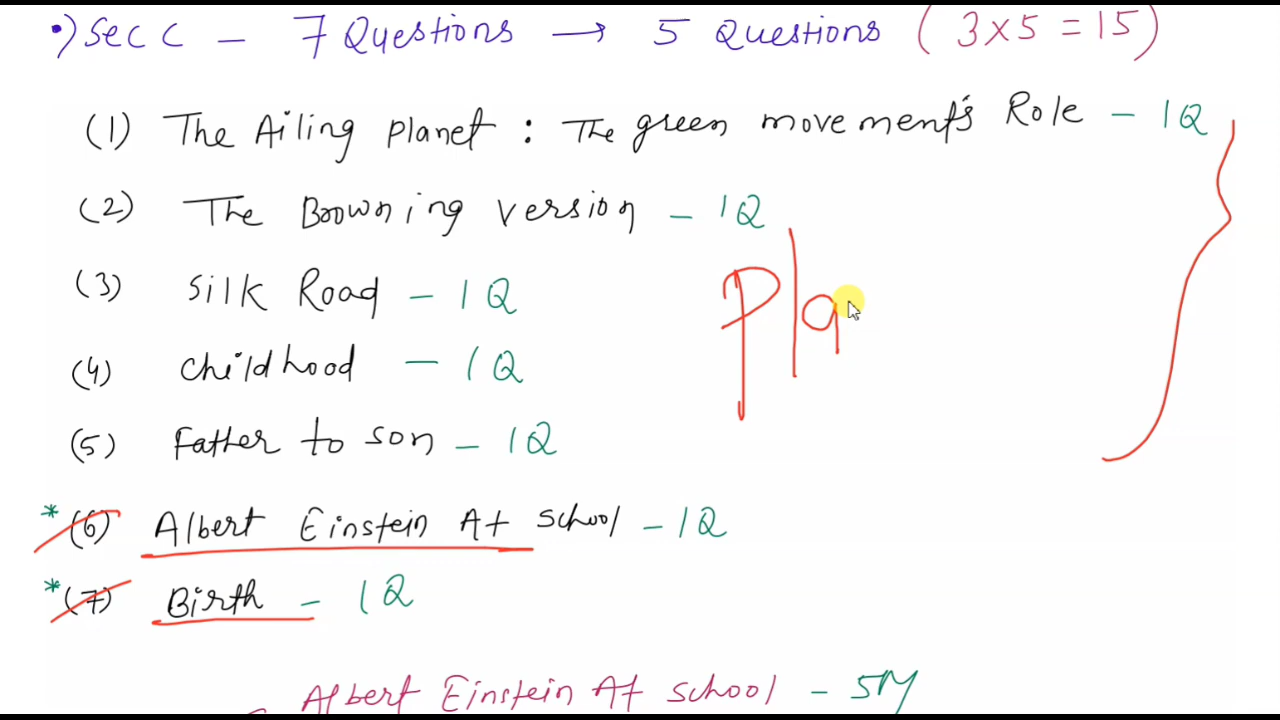 •) Sec C – 7 Questions → 5 Questions (3×5=15)
(1) The Ailing planet : The green movement's Role – 1Q
(2) The Browning version – 1Q
(3) Silk Road – 1Q
Pla
(4) childhood – 1Q
(5) Father to son – 1Q
* (6) Albert Einstein At school – 1Q
* (7) Birth – 1Q
Albert Einstein At school – 5M